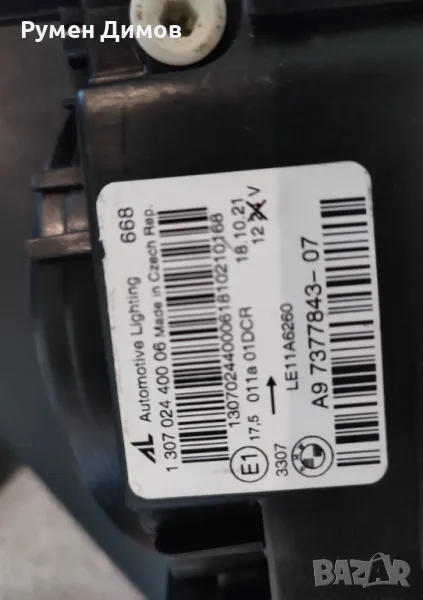 Румен Димов
AL Automotive Lighting 668
1 307 024 400 06 Made in Czech Rep.
1307024400061810210168
E1 17,5 011a 01DCR 18.10.21
12 V
LE11A6260
3307 A9 7377843-07
BAZAR